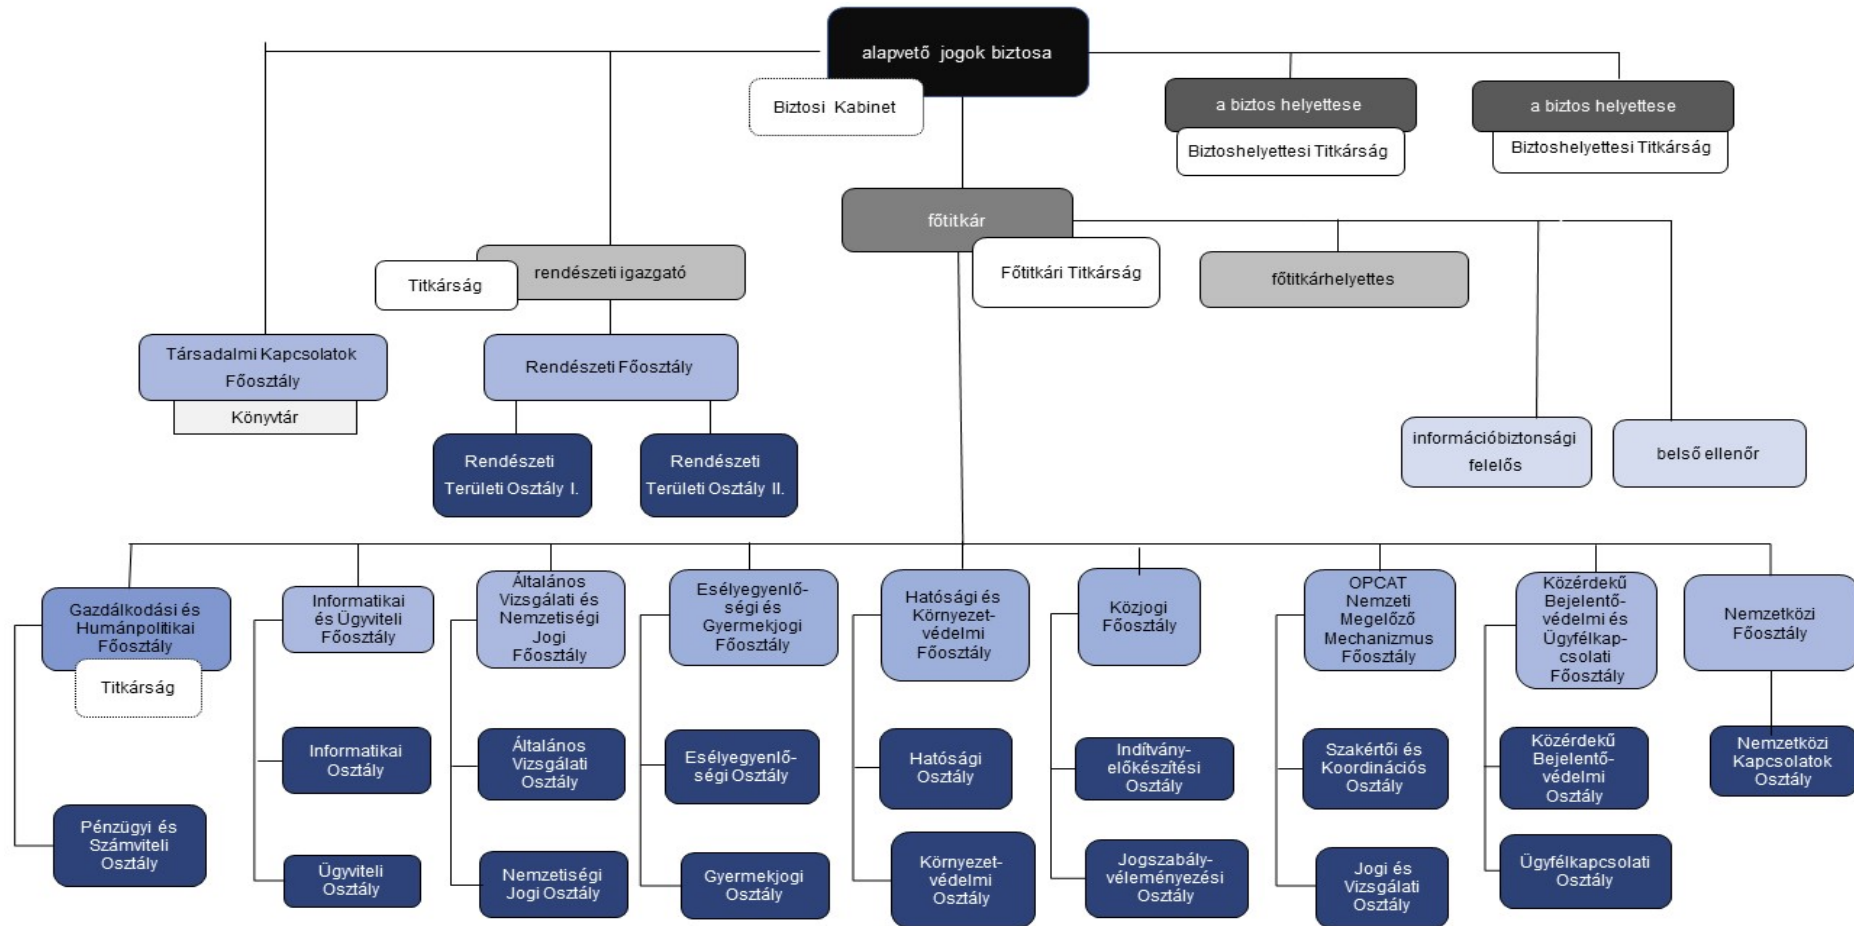 alapvető jogok biztosa
Biztosi Kabinet
a biztos helyettese
Biztoshelyettesi Titkárság
a biztos helyettese
Biztoshelyettesi Titkárság
főtitkár
Főtitkári Titkárság
rendészeti igazgató
Titkárság
főtitkárhelyettes
Társadalmi Kapcsolatok
Főosztály
Könyvtár
Rendészeti Főosztály
Rendészeti
Területi Osztály I.
Rendészeti
Területi Osztály II.
információbiztonsági
felelős
belső ellenőr
Gazdálkodási és
Humánpolitikai
Főosztály
Titkárság
Informatikai
és Ügyviteli
Főosztály
Általános
Vizsgálati és
Nemzetiségi
Jogi
Főosztály
Esélyegyenlő-
ségi és
Gyermekjogi
Főosztály
Hatósági és
Környezet-
védelmi
Főosztály
Közjogi
Főosztály
OPCAT
Nemzeti
Megelőző
Mechanizmus
Főosztály
Közérdekű
Bejelentő-
védelmi és
Ügyfélkap-
csolati
Főosztály
Nemzetközi
Főosztály
Informatikai
Osztály
Általános
Vizsgálati
Osztály
Esélyegyenlő-
ségi Osztály
Hatósági
Osztály
Indítvány-
előkészítési
Osztály
Szakértői és
Koordinációs
Osztály
Közérdekű
Bejelentő-
védelmi
Osztály
Nemzetközi
Kapcsolatok
Osztály
Pénzügyi és
Számviteli
Osztály
Ügyviteli
Osztály
Nemzetiségi
Jogi Osztály
Gyermekjogi
Osztály
Környezet-
védelmi
Osztály
Jogszabály-
véleményezési
Osztály
Jogi és
Vizsgálati
Osztály
Ügyfélkapcsolati
Osztály